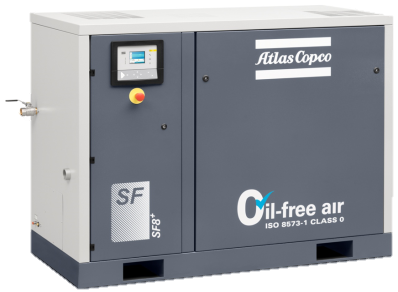 Atlas Copco
SF
SF8+
Oil-free air
ISO 8573-1 CLASS 0